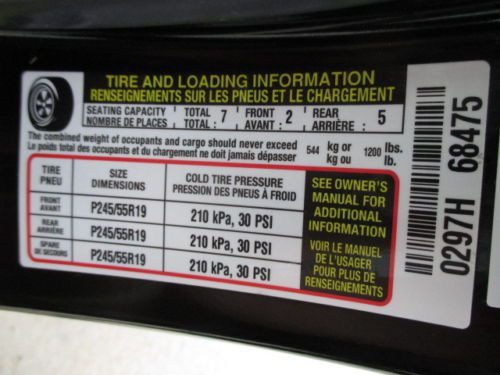 TIRE AND LOADING INFORMATION
RENSEIGNEMENTS SUR LES PNEUS ET LE CHARGEMENT
SEATING CAPACITY TOTAL : 7 FRONT : 2 REAR : 5
NOMBRE DE PLACES TOTAL AVANT ARRIÈRE
The combined weight of occupants and cargo should never exceed 544 kg or 1200 lbs.
Le poids total des occupants et du chargement ne doit jamais dépasser kg ou lb.
TIRE SIZE COLD TIRE PRESSURE
PNEU DIMENSIONS PRESSION DES PNEUS À FROID
FRONT
AVANT P245/55R19 210 kPa, 30 PSI
REAR
ARRIÈRE P245/55R19 210 kPa, 30 PSI
SPARE
DE SECOURS P245/55R19 210 kPa, 30 PSI
SEE OWNER'S
MANUAL FOR
ADDITIONAL
INFORMATION
VOIR LE MANUEL
DE L'USAGER
POUR PLUS DE
RENSEIGNEMENTS
0297H 68475